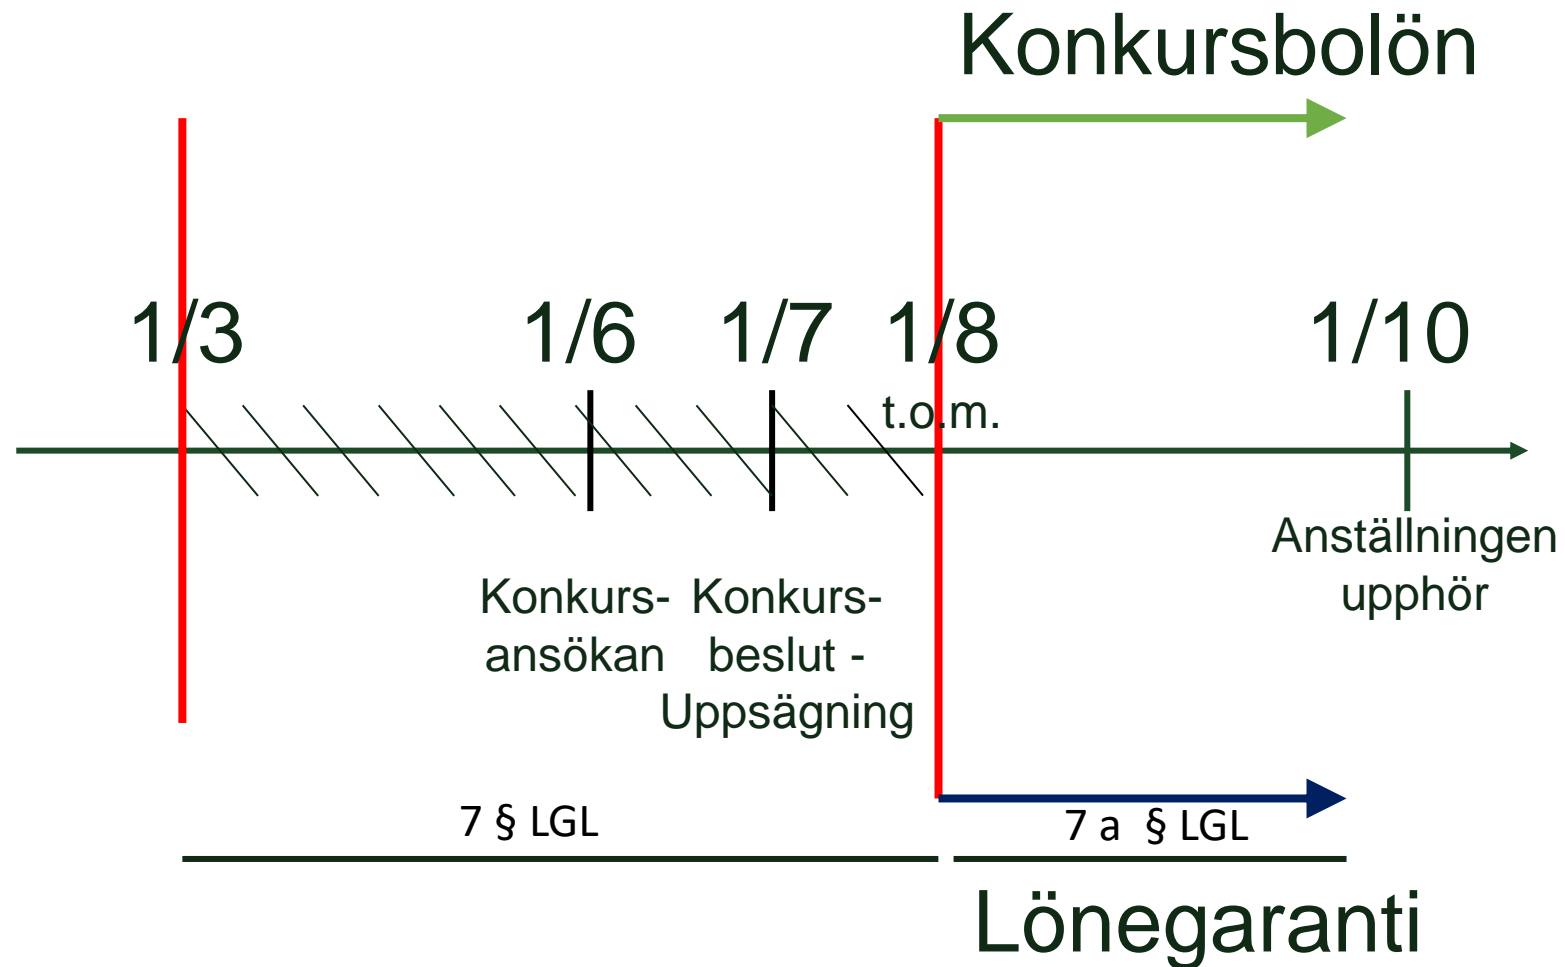 Konkursbolön
1/3
1/6
1/7
1/8
1/10
t.o.m.
Anställningen
upphör
Konkurs-
ansökan
Konkurs-
beslut -
Uppsägning
7 § LGL
7 a § LGL
Lönegaranti